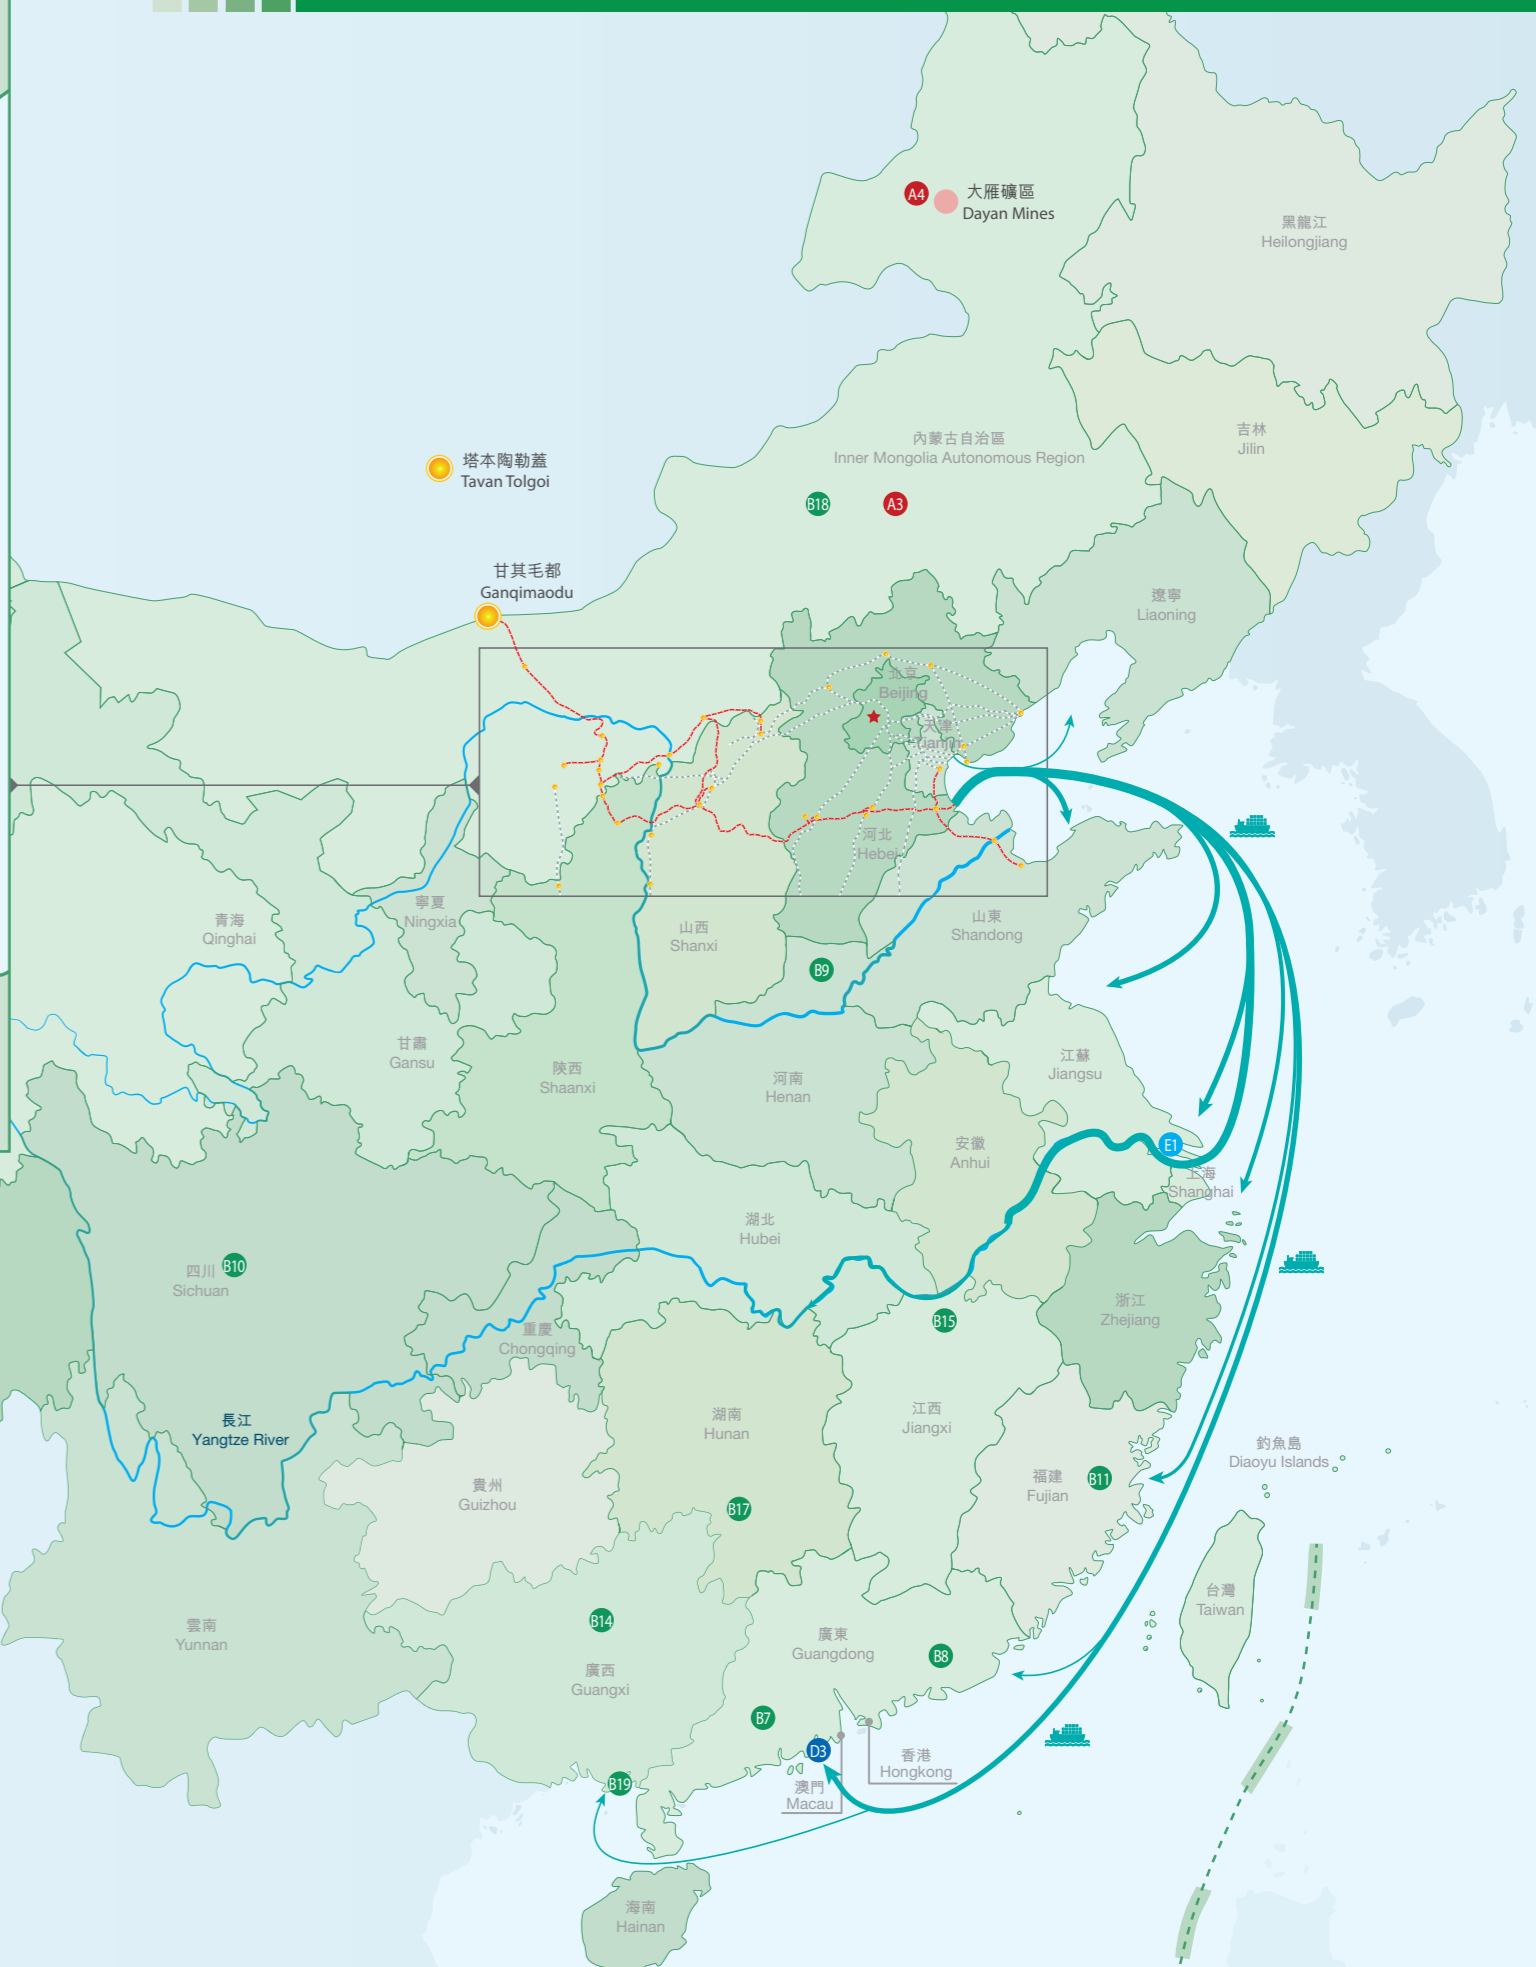 A4
大雁礦區
Dayan Mines
黑龍江
Heilongjiang
吉林
Jilin
內蒙古自治區
Inner Mongolia Autonomous Region
塔本陶勒蓋
Tavan Tolgoi
B18
A3
甘其毛都
Ganqimaodu
遼寧
Liaoning
北京
Beijing
天津
Tianjin
河北
Hebei
寧夏
Ningxia
青海
Qinghai
山西
Shanxi
山東
Shandong
B9
甘肅
Gansu
陝西
Shaanxi
河南
Henan
江蘇
Jiangsu
安徽
Anhui
E1
上海
Shanghai
湖北
Hubei
四川
Sichuan
B10
重慶
Chongqing
B15
浙江
Zhejiang
長江
Yangtze River
湖南
Hunan
江西
Jiangxi
釣魚島
Diaoyu Islands
福建
Fujian
B11
貴州
Guizhou
B17
台灣
Taiwan
雲南
Yunnan
B14
廣西
Guangxi
廣東
Guangdong
B8
B7
D3
香港
Hongkong
澳門
Macau
B19
海南
Hainan